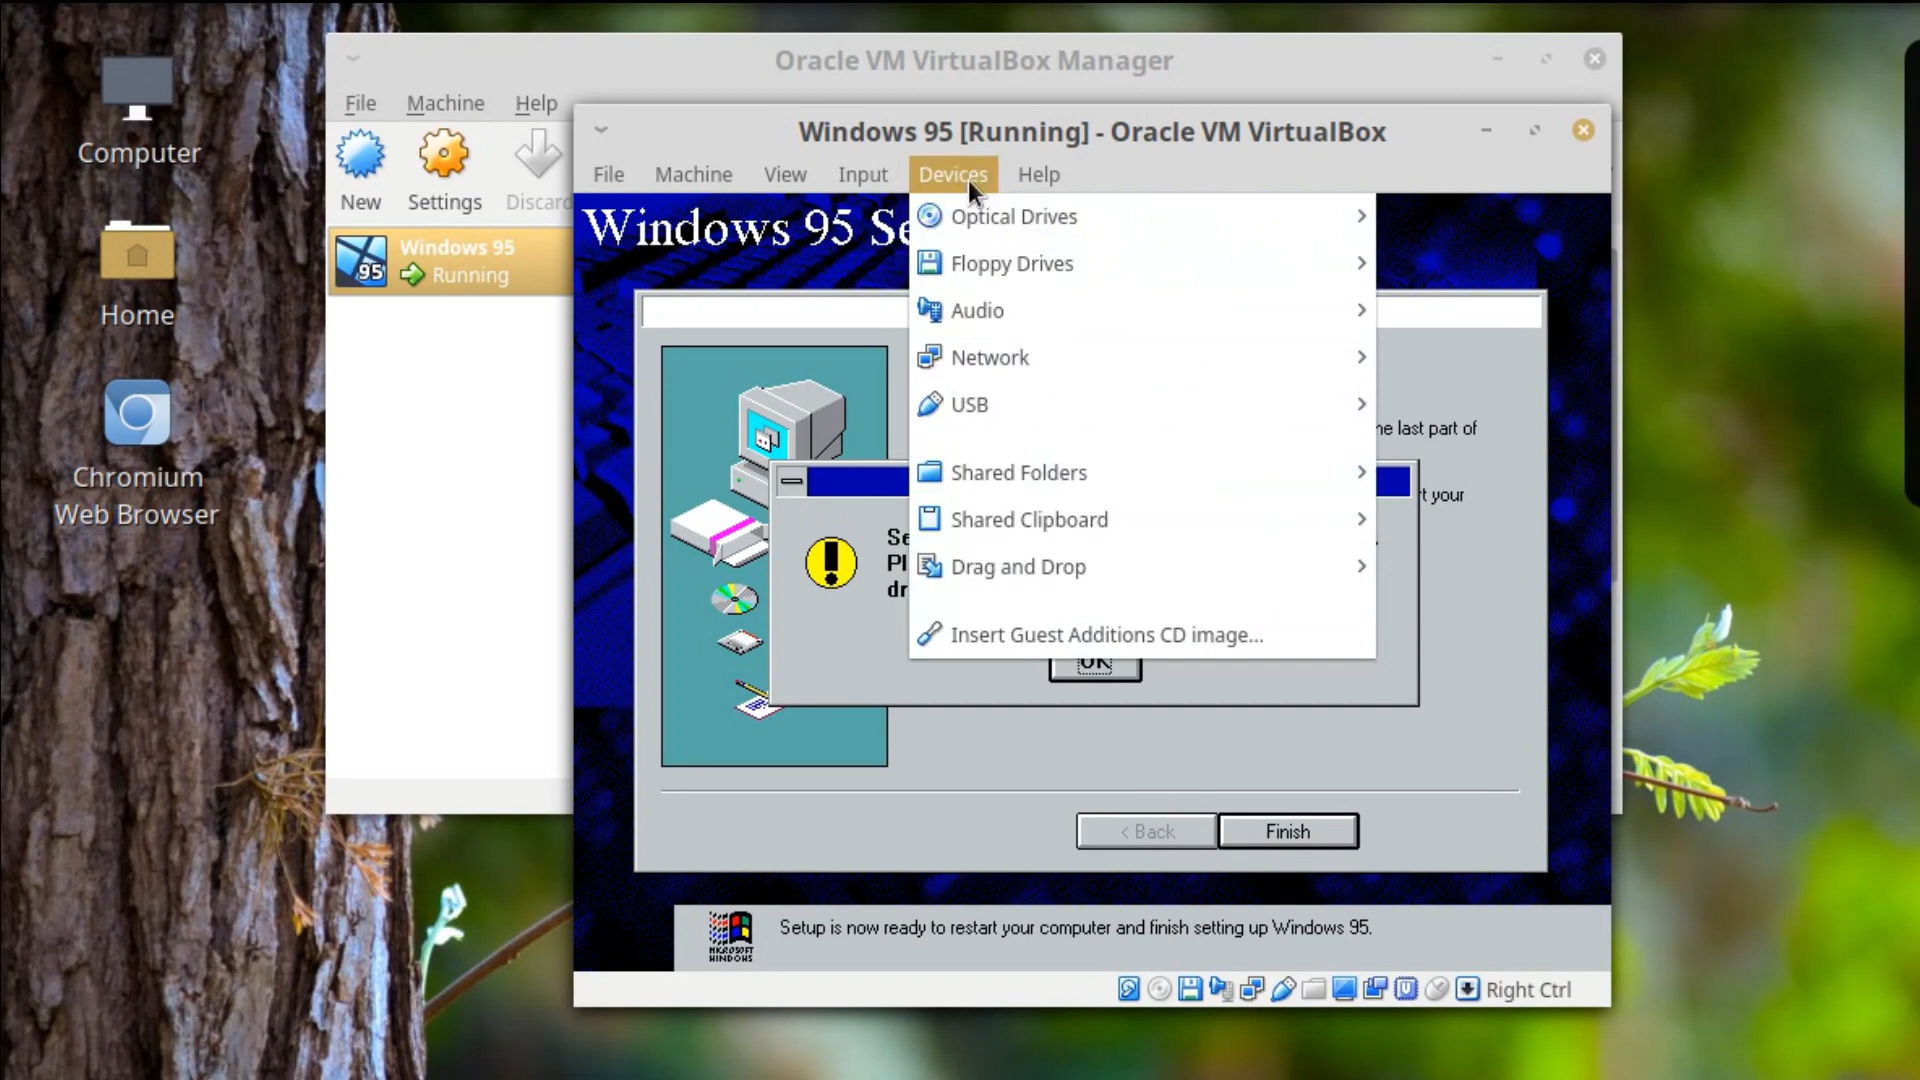 Computer
Home
Chromium
Web Browser
Oracle VM VirtualBox Manager
File Machine Help
New Settings Discard
Windows 95
Running
95
Windows 95 [Running] - Oracle VM VirtualBox
File Machine View Input Devices Help
Windows 95 Se
Optical Drives
Floppy Drives
Audio
Network
USB
Shared Folders
Shared Clipboard
Drag and Drop
Insert Guest Additions CD image...
he last part of
t your
Se
Pl
dr
OK
< Back Finish
MICROSOFT
WINDOWS
Setup is now ready to restart your computer and finish setting up Windows 95.
Right Ctrl